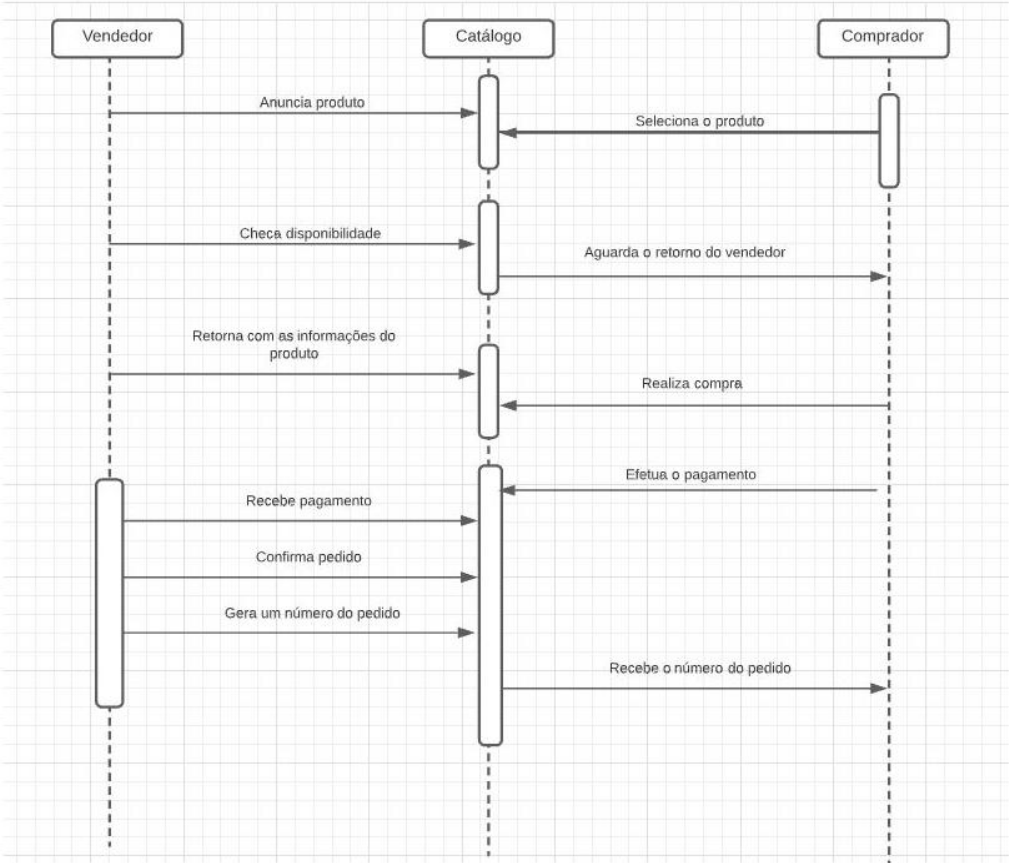 Vendedor
Catálogo
Comprador
Anuncia produto
Seleciona o produto
Checa disponibilidade
Aguarda o retorno do vendedor
Retorna com as informações do
produto
Realiza compra
Efetua o pagamento
Recebe pagamento
Confirma pedido
Gera um número do pedido
Recebe o número do pedido